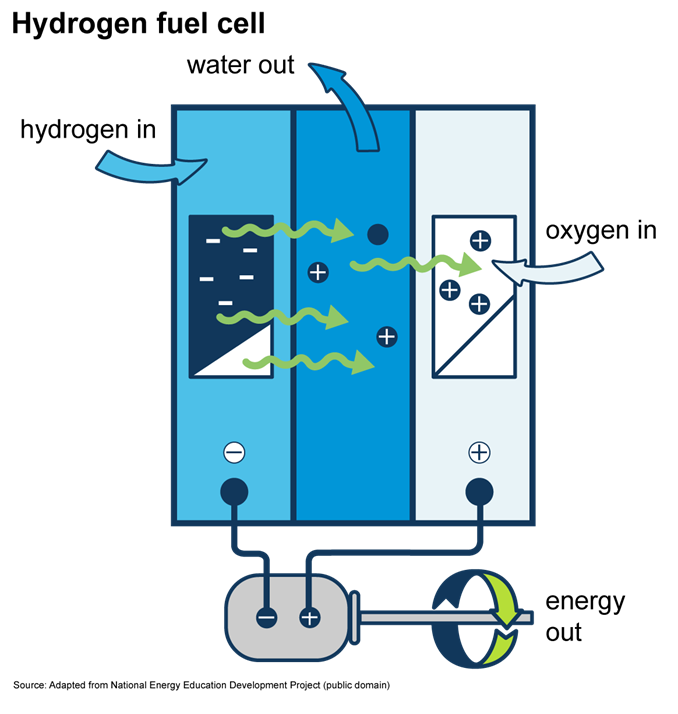 Hydrogen fuel cell
water out
hydrogen in
oxygen in
energy
out
Source: Adapted from National Energy Education Development Project (public domain)